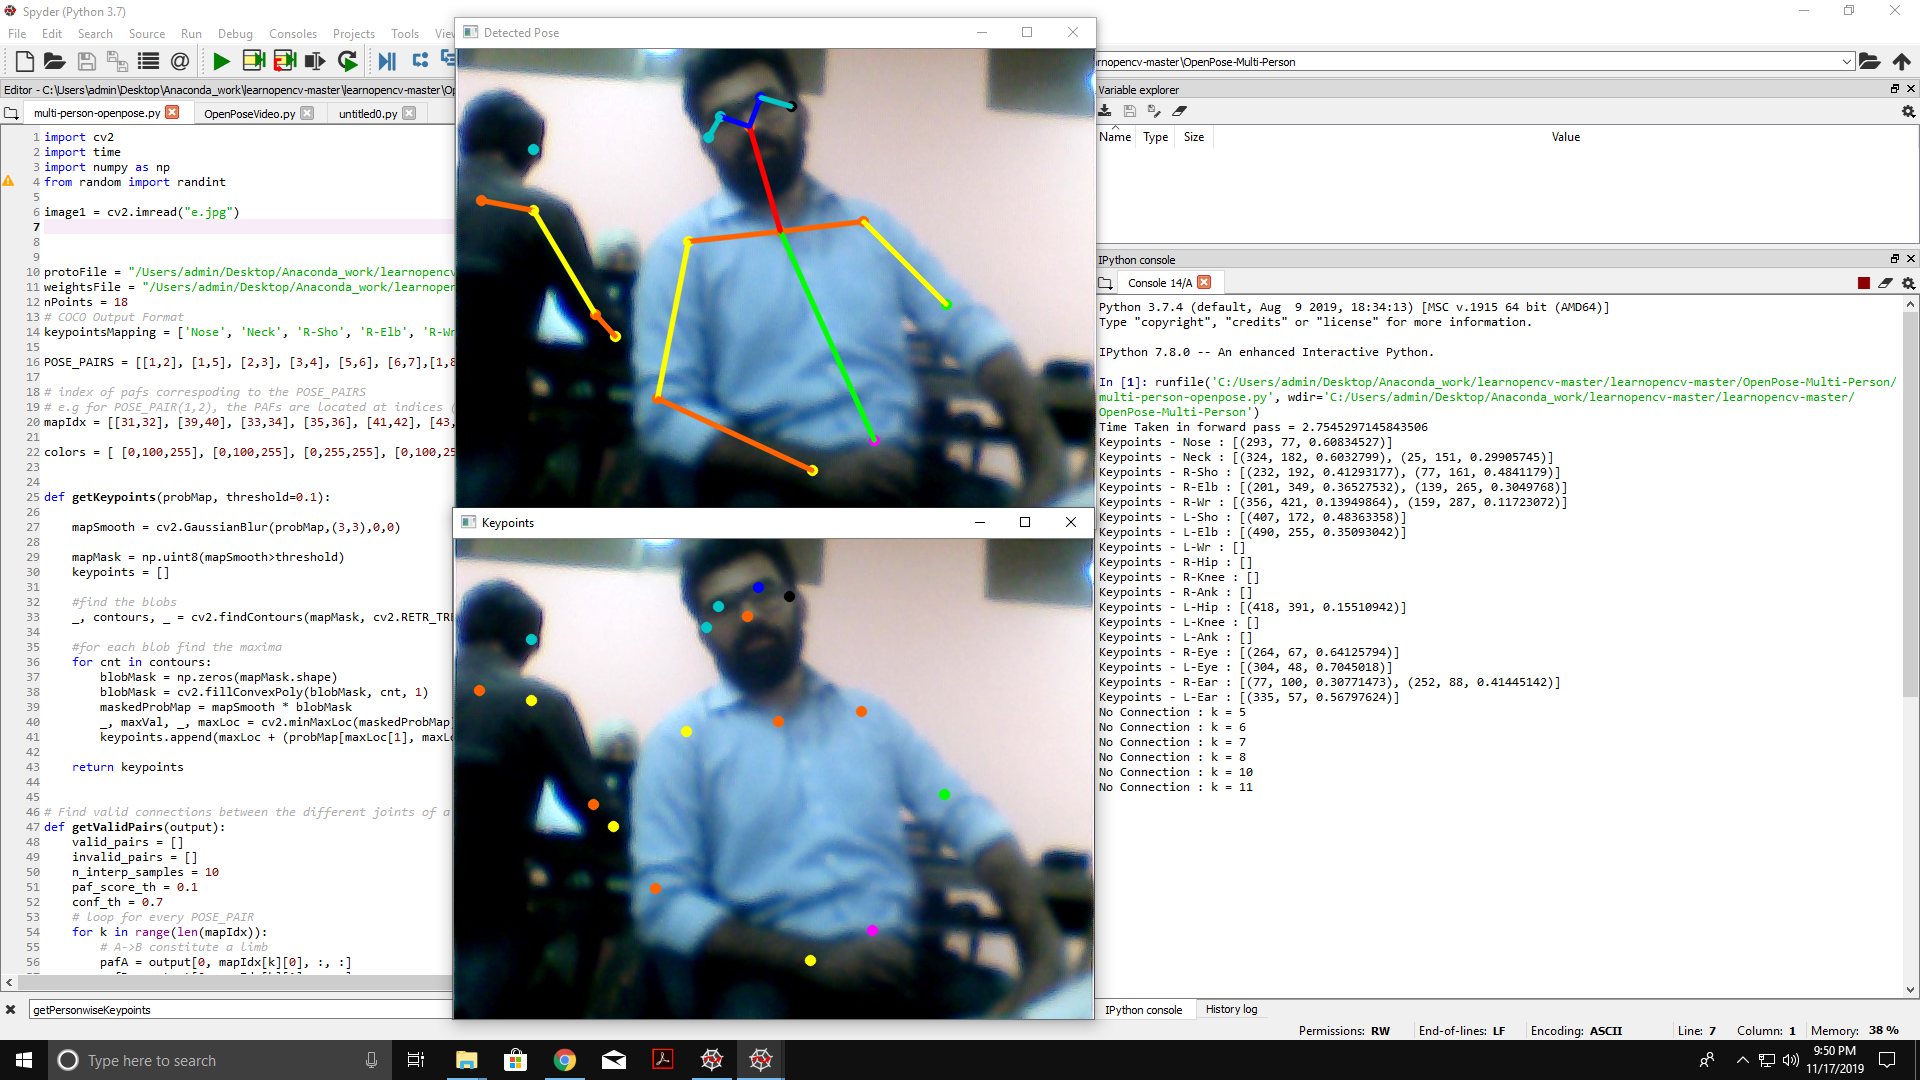 Spyder (Python 3.7)
File Edit Search Source Run Debug Consoles Projects Tools View
Editor - C:\Users\admin\Desktop\Anaconda_work\learnopencv-master\learnopencv-master\Op
multi-person-openpose.py OpenPoseVideo.py untitled0.py
1 import cv2
2 import time
3 import numpy as np
4 from random import randint
5
6 image1 = cv2.imread("e.jpg")
7
8
9
10 protoFile = "/Users/admin/Desktop/Anaconda_work/learnopencv
11 weightsFile = "/Users/admin/Desktop/Anaconda_work/learnopen
12 nPoints = 18
13 # COCO Output Format
14 keypointsMapping = ['Nose', 'Neck', 'R-Sho', 'R-Elb', 'R-Wr
15
16 POSE_PAIRS = [[1,2], [1,5], [2,3], [3,4], [5,6], [6,7],[1,8
17
18 # index of pafs correspoding to the POSE_PAIRS
19 # e.g for POSE_PAIR(1,2), the PAFs are located at indices (
20 mapIdx = [[31,32], [39,40], [33,34], [35,36], [41,42], [43,
21
22 colors = [ [0,100,255], [0,100,255], [0,255,255], [0,100,25
23
24
25 def getKeypoints(probMap, threshold=0.1):
26
27 mapSmooth = cv2.GaussianBlur(probMap,(3,3),0,0)
28
29 mapMask = np.uint8(mapSmooth>threshold)
30 keypoints = []
31
32 #find the blobs
33 _, contours, _ = cv2.findContours(mapMask, cv2.RETR_TRE
34
35 #for each blob find the maxima
36 for cnt in contours:
37 blobMask = np.zeros(mapMask.shape)
38 blobMask = cv2.fillConvexPoly(blobMask, cnt, 1)
39 maskedProbMap = mapSmooth * blobMask
40 _, maxVal, _, maxLoc = cv2.minMaxLoc(maskedProbMap)
41 keypoints.append(maxLoc + (probMap[maxLoc[1], maxLo
42
43 return keypoints
44
45
46 # Find valid connections between the different joints of a
47 def getValidPairs(output):
48 valid_pairs = []
49 invalid_pairs = []
50 n_interp_samples = 10
51 paf_score_th = 0.1
52 conf_th = 0.7
53 # loop for every POSE_PAIR
54 for k in range(len(mapIdx)):
55 # A->B constitute a limb
56 pafA = output[0, mapIdx[k][0], :, :]
getPersonwiseKeypoints
Detected Pose
Keypoints
rnopencv-master\OpenPose-Multi-Person
Variable explorer
Name Type Size Value
IPython console
Console 14/A
Python 3.7.4 (default, Aug 9 2019, 18:34:13) [MSC v.1915 64 bit (AMD64)]
Type "copyright", "credits" or "license" for more information.
IPython 7.8.0 -- An enhanced Interactive Python.
In [1]: runfile('C:/Users/admin/Desktop/Anaconda_work/learnopencv-master/learnopencv-master/OpenPose-Multi-Person/
multi-person-openpose.py', wdir='C:/Users/admin/Desktop/Anaconda_work/learnopencv-master/learnopencv-master/
OpenPose-Multi-Person')
Time Taken in forward pass = 2.7545297145843506
Keypoints - Nose : [(293, 77, 0.60834527)]
Keypoints - Neck : [(324, 182, 0.6032799), (25, 151, 0.29905745)]
Keypoints - R-Sho : [(232, 192, 0.41293177), (77, 161, 0.4841179)]
Keypoints - R-Elb : [(201, 349, 0.36527532), (139, 265, 0.3049768)]
Keypoints - R-Wr : [(356, 421, 0.13949864), (159, 287, 0.11723072)]
Keypoints - L-Sho : [(407, 172, 0.48363358)]
Keypoints - L-Elb : [(490, 255, 0.35093042)]
Keypoints - L-Wr : []
Keypoints - R-Hip : []
Keypoints - R-Knee : []
Keypoints - R-Ank : []
Keypoints - L-Hip : [(418, 391, 0.15510942)]
Keypoints - L-Knee : []
Keypoints - L-Ank : []
Keypoints - R-Eye : [(264, 67, 0.64125794)]
Keypoints - L-Eye : [(304, 48, 0.7045018)]
Keypoints - R-Ear : [(77, 100, 0.30771473), (252, 88, 0.41445142)]
Keypoints - L-Ear : [(335, 57, 0.56797624)]
No Connection : k = 5
No Connection : k = 6
No Connection : k = 7
No Connection : k = 8
No Connection : k = 10
No Connection : k = 11
IPython console History log
Permissions: RW End-of-lines: LF Encoding: ASCII Line: 7 Column: 1 Memory: 38 %
Type here to search
9:50 PM
11/17/2019